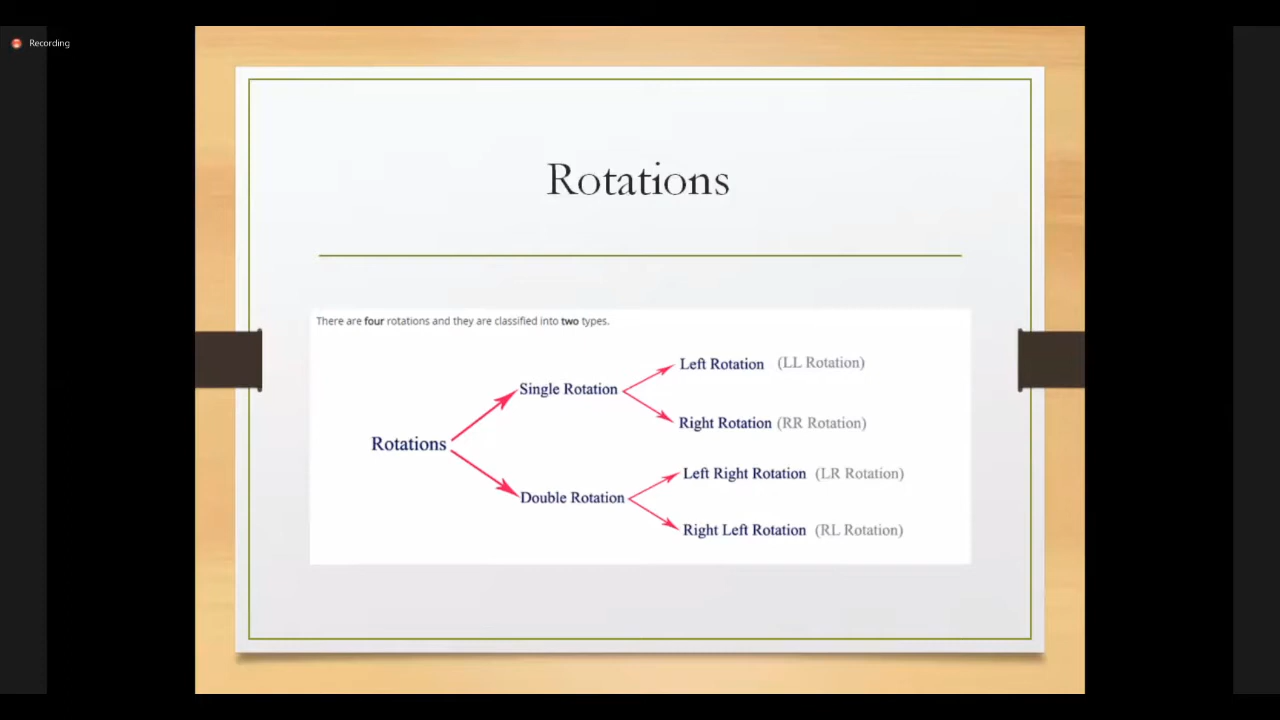 Recording
Rotations
There are four rotations and they are classified into two types.
Left Rotation (LL Rotation)
Single Rotation
Right Rotation (RR Rotation)
Rotations
Left Right Rotation (LR Rotation)
Double Rotation
Right Left Rotation (RL Rotation)